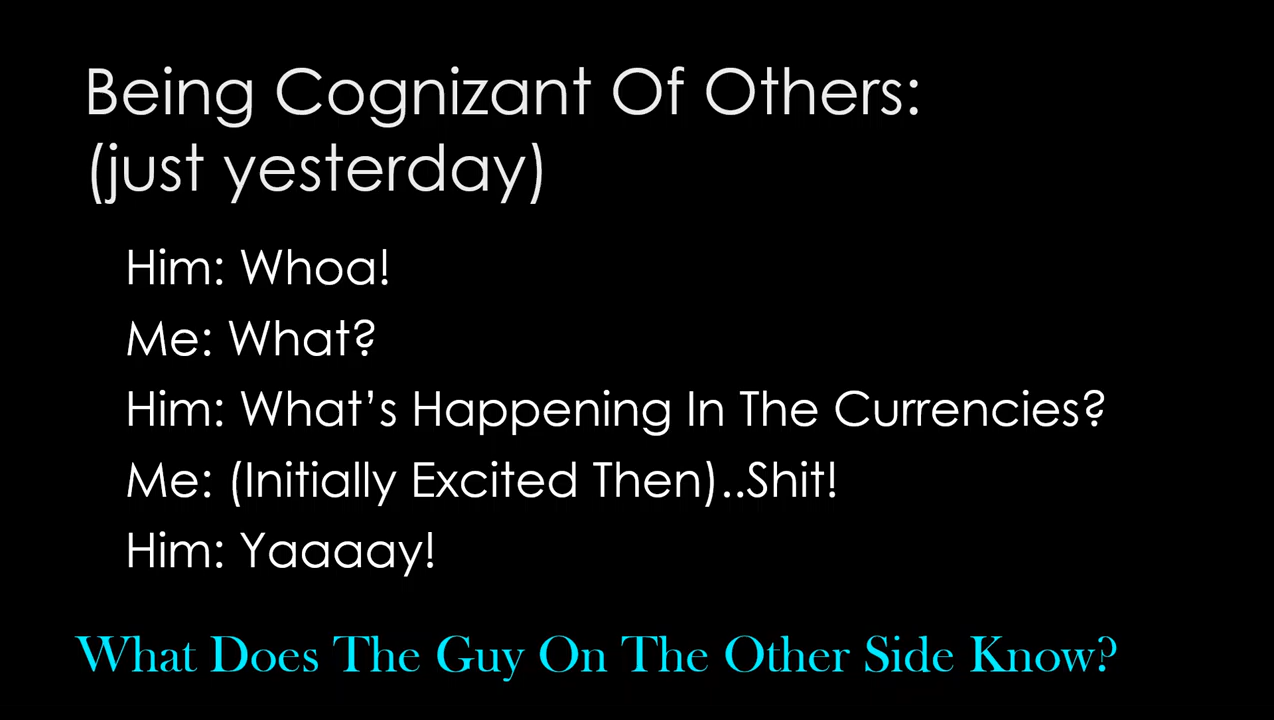 Being Cognizant Of Others:
(just yesterday)
Him: Whoa!
Me: What?
Him: What’s Happening In The Currencies?
Me: (Initially Excited Then)..Shit!
Him: Yaaaay!
What Does The Guy On The Other Side Know?